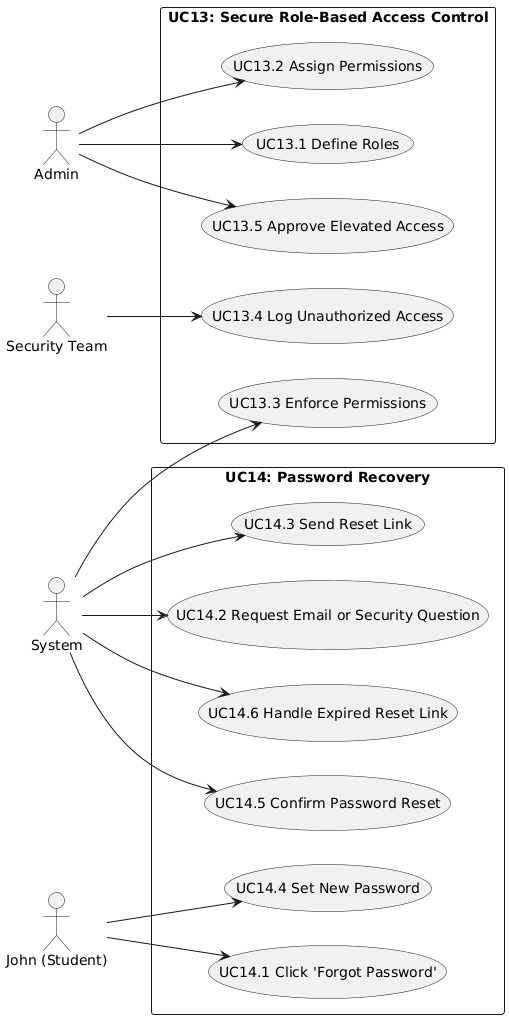 UC13: Secure Role-Based Access Control
UC13.2 Assign Permissions
UC13.1 Define Roles
Admin
UC13.5 Approve Elevated Access
UC13.4 Log Unauthorized Access
Security Team
UC13.3 Enforce Permissions
UC14: Password Recovery
UC14.3 Send Reset Link
UC14.2 Request Email or Security Question
System
UC14.6 Handle Expired Reset Link
UC14.5 Confirm Password Reset
UC14.4 Set New Password
John (Student)
UC14.1 Click 'Forgot Password'